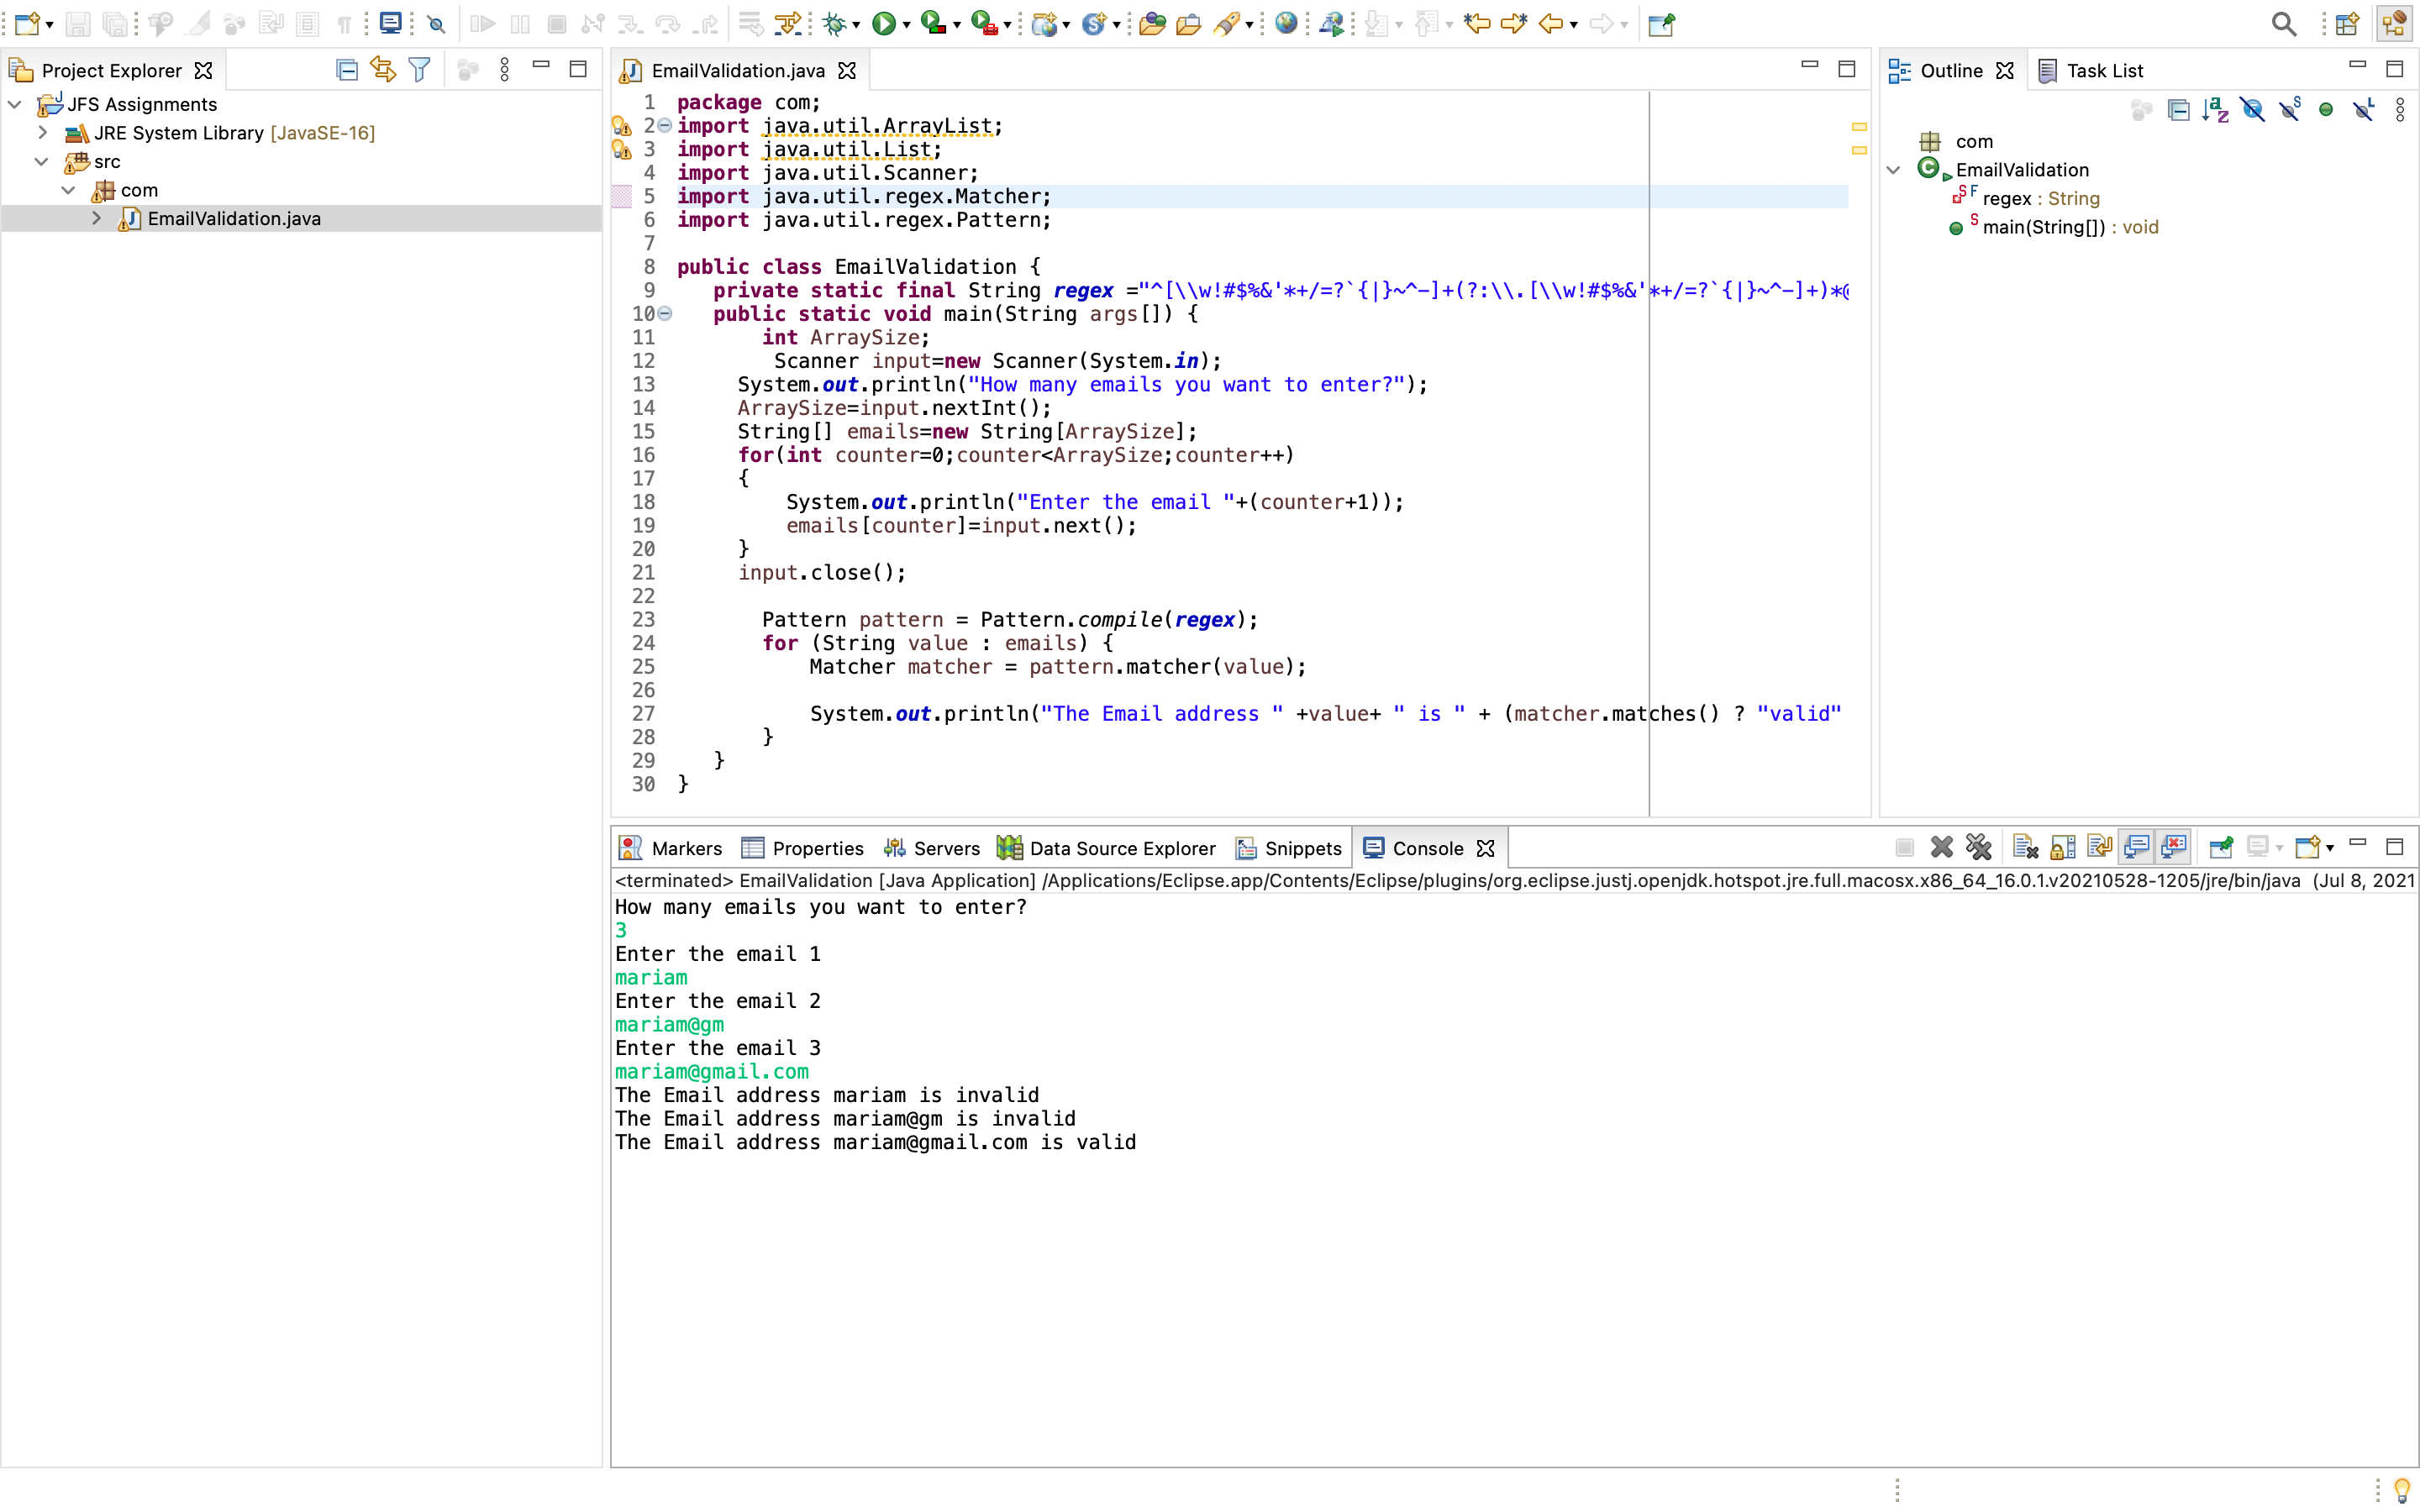 Project Explorer
JFS Assignments
JRE System Library [JavaSE-16]
src
com
EmailValidation.java
EmailValidation.java
1 package com;
2 import java.util.ArrayList;
3 import java.util.List;
4 import java.util.Scanner;
5 import java.util.regex.Matcher;
6 import java.util.regex.Pattern;
7
8 public class EmailValidation {
9 private static final String regex ="^[\\w!#$%&'*+/=?`{|}~^-]+(?:\\.[\\w!#$%&'*+/=?`{|}~^-]+)*@
10 public static void main(String args[]) {
11 int ArraySize;
12 Scanner input=new Scanner(System.in);
13 System.out.println("How many emails you want to enter?");
14 ArraySize=input.nextInt();
15 String[] emails=new String[ArraySize];
16 for(int counter=0;counter<ArraySize;counter++)
17 {
18 System.out.println("Enter the email "+(counter+1));
19 emails[counter]=input.next();
20 }
21 input.close();
22
23 Pattern pattern = Pattern.compile(regex);
24 for (String value : emails) {
25 Matcher matcher = pattern.matcher(value);
26
27 System.out.println("The Email address " +value+ " is " + (matcher.matches() ? "valid"
28 }
29 }
30 }
Outline Task List
com
EmailValidation
regex : String
main(String[]) : void
Markers Properties Servers Data Source Explorer Snippets Console
<terminated> EmailValidation [Java Application] /Applications/Eclipse.app/Contents/Eclipse/plugins/org.eclipse.justj.openjdk.hotspot.jre.full.macosx.x86_64_16.0.1.v20210528-1205/jre/bin/java (Jul 8, 2021
How many emails you want to enter?
3
Enter the email 1
mariam
Enter the email 2
mariam@gm
Enter the email 3
mariam@gmail.com
The Email address mariam is invalid
The Email address mariam@gm is invalid
The Email address mariam@gmail.com is valid